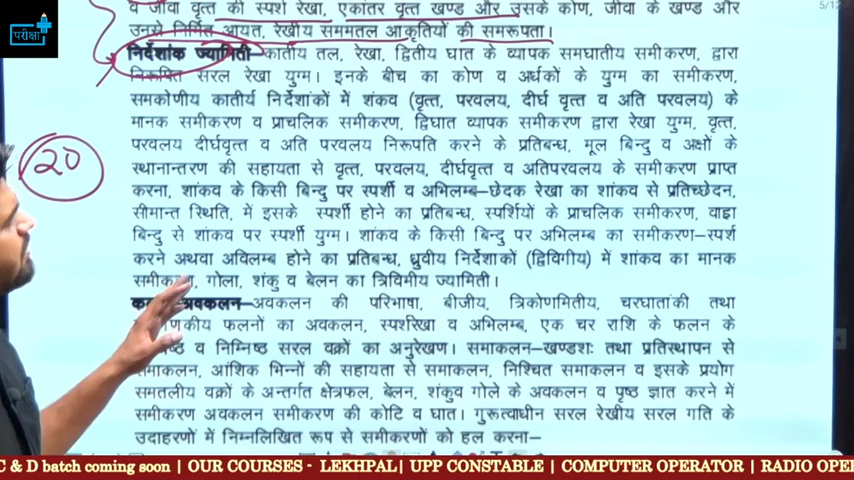 व जीवा वृत्त की स्पर्श रेखा, एकांतर वृत्त खण्ड और उसके कोण, जीवा के खण्ड और
परीक्षा
5/12
उनसे निर्मित आयत, रेखीय सममतल आकृतियों की समरूपता।
निर्देशांक ज्यामिती–कार्तीय तल, रेखा, द्वितीय घात के व्यापक समघातीय समीकरण, द्वारा
निरूपित सरल रेखा युग्म। इनके बीच का कोण व अर्धकों के युग्म का समीकरण,
समकोणीय कातीर्य निर्देशांकों में शंकव (वृत्त, परवलय, दीर्घ वृत्त व अति परवलय) के
मानक समीकरण व प्राचलिक समीकरण, द्विघात व्यापक समीकरण द्वारा रेखा युग्म, वृत्त,
20
परवलय दीर्घवृत्त व अति परवलय निरूपति करने के प्रतिबन्ध, मूल बिन्दु व अक्षों के
स्थानान्तरण की सहायता से वृत्त, परवलय, दीर्घवृत्त व अतिपरवलय के समीकरण प्राप्त
करना, शांकव के किसी बिन्दु पर स्पर्शी व अभिलम्ब–छेदक रेखा का शांकव से प्रतिच्छेदन,
सीमान्त स्थिति, में इसके स्पर्शी होने का प्रतिबन्ध, स्पर्शियों के प्राचलिक समीकरण, वाह्य
बिन्दु से शांकव पर स्पर्शी युग्म। शांकव के किसी बिन्दु पर अभिलम्ब का समीकरण–स्पर्श
करने अथवा अविलम्ब होने का प्रतिबन्ध, ध्रुवीय निर्देशाकों (द्विविगीय) में शांकव का मानक
समीकरण, गोला, शंकु व बेलन का त्रिविमीय ज्यामिती।
अवकलन–अवकलन की परिभाषा, बीजीय, त्रिकोणमितीय, चरघातांकी तथा
फलनों का अवकलन, स्पर्शरेखा व अभिलम्ब, एक चर राशि के फलन के
व निम्निष्ठ सरल वक्रों का अनुरेखण। समाकलन–खण्डशः तथा प्रतिस्थापन से
समाकलन, आंशिक भिन्नों की सहायता से समाकलन, निश्चित समाकलन व इसके प्रयोग
समतलीय वक्रों के अन्तर्गत क्षेत्रफल, बेलन, शंकुव गोले के अवकलन व पृष्ठ ज्ञात करने में
समीकरण अवकलन समीकरण की कोटि व घात। गुरूत्वाधीन सरल रेखीय सरल गति के
उदाहरणों में निम्नलिखित रूप से समीकरणों को हल करना–
C & D batch coming soon | OUR COURSES - LEKHPAL| UPP CONSTABLE | COMPUTER OPERATOR | RADIO OPE